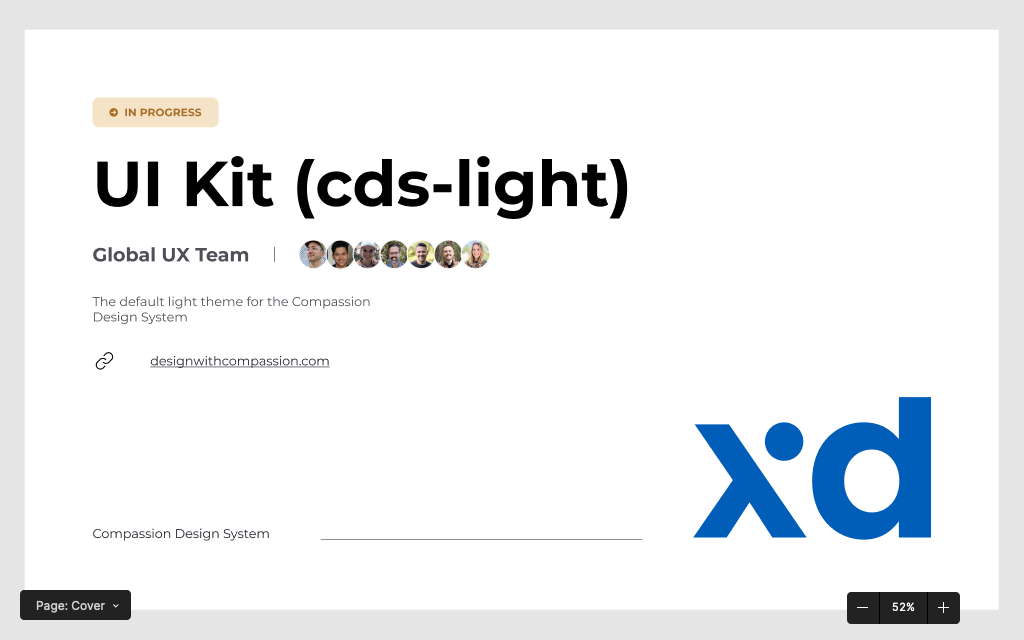 IN PROGRESS
UI Kit (cds-light)
Global UX Team
The default light theme for the Compassion
Design System
designwithcompassion.com
xd
Compassion Design System
Page: Cover
52%